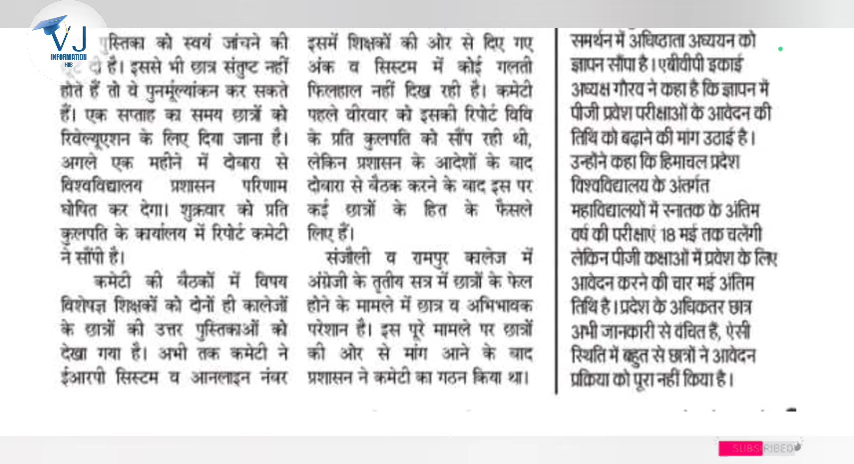 VJ
INFORMATION
HUB
पुस्तिका को स्वयं जांचने की
दी है। इससे भी छात्र संतुष्ट नहीं
होते हैं तो वे पुनर्मूल्यांकन कर सकते
हैं। एक सप्ताह का समय छात्रों को
रिवेल्यूएशन के लिए दिया जाना है।
अगले एक महीने में दोबारा से
विश्वविद्यालय प्रशासन परिणाम
घोषित कर देगा। शुक्रवार को प्रति
कुलपति के कार्यालय में रिपोर्ट कमेटी
ने सौंपी है।
कमेटी की बैठकों में विषय
विशेषज्ञ शिक्षकों को दोनों ही कालेजों
के छात्रों की उत्तर पुस्तिकाओं को
देखा गया है। अभी तक कमेटी ने
ईआरपी सिस्टम व आनलाइन नंबर
इसमें शिक्षकों की ओर से दिए गए
अंक व सिस्टम में कोई गलती
फिलहाल नहीं दिख रही है। कमेटी
पहले वीरवार को इसकी रिपोर्ट विवि
के प्रति कुलपति को सौंप रही थी,
लेकिन प्रशासन के आदेशों के बाद
दोबारा से बैठक करने के बाद इस पर
कई छात्रों के हित के फैसले
लिए हैं।
संजौली व रामपुर कालेज में
अंग्रेजी के तृतीय सत्र में छात्रों के फेल
होने के मामले में छात्र व अभिभावक
परेशान है। इस पूरे मामले पर छात्रों
की ओर से मांग आने के बाद
प्रशासन ने कमेटी का गठन किया था।
समर्थन में अधिष्ठाता अध्ययन को
ज्ञापन सौंपा है। एबीवीपी इकाई
अध्यक्ष गौरव ने कहा है कि ज्ञापन में
पीजी प्रवेश परीक्षाओं के आवेदन की
तिथि को बढ़ाने की मांग उठाई है।
उन्होंने कहा कि हिमाचल प्रदेश
विश्वविद्यालय के अंतर्गत
महाविद्यालयों में स्नातक के अंतिम
वर्ष की परीक्षाएं 18 मई तक चलेंगी
लेकिन पीजी कक्षाओं में प्रवेश के लिए
आवेदन करने की चार मई अंतिम
तिथि है। प्रदेश के अधिकतर छात्र
अभी जानकारी से वंचित हैं, ऐसी
स्थिति में बहुत से छात्रों ने आवेदन
प्रक्रिया को पूरा नहीं किया है।
SUBSCRIBED